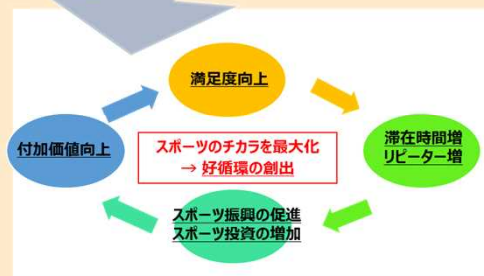 満足度向上
付加価値向上
スポーツのチカラを最大化
→ 好循環の創出
滞在時間増
リピーター増
スポーツ振興の促進
スポーツ投資の増加